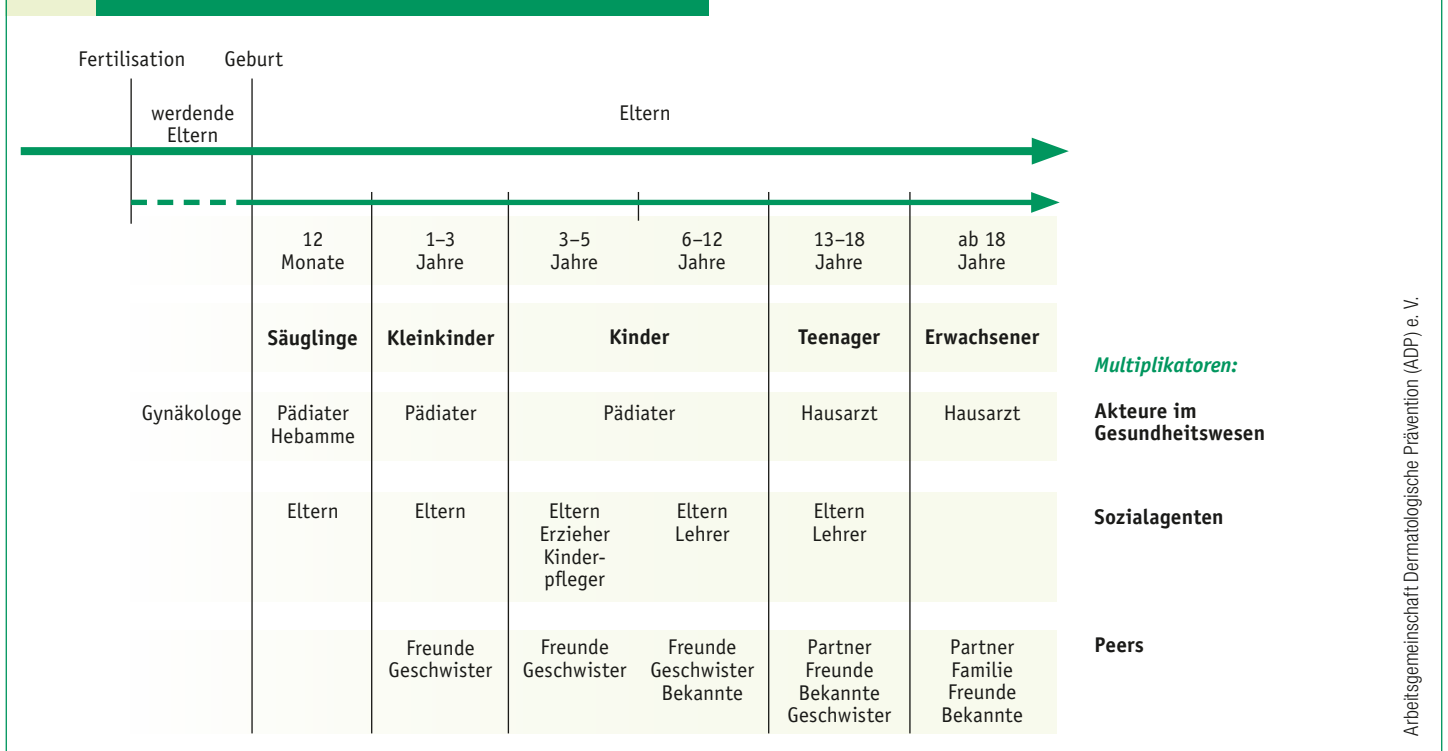 Fertilisation Geburt
werdende
Eltern
Eltern
12
Monate
1–3
Jahre
3–5
Jahre
6–12
Jahre
13–18
Jahre
ab 18
Jahre
Säuglinge Kleinkinder Kinder Teenager Erwachsener
Multiplikatoren:
Gynäkologe
Pädiater
Hebamme
Pädiater
Pädiater
Hausarzt
Hausarzt
Akteure im
Gesundheitswesen
Eltern
Eltern
Eltern
Erzieher
Kinder-
pfleger
Eltern
Lehrer
Eltern
Lehrer
Sozialagenten
Freunde
Geschwister
Freunde
Geschwister
Freunde
Geschwister
Bekannte
Partner
Freunde
Bekannte
Geschwister
Partner
Familie
Freunde
Bekannte
Peers
Arbeitsgemeinschaft Dermatologische Prävention (ADP) e. V.